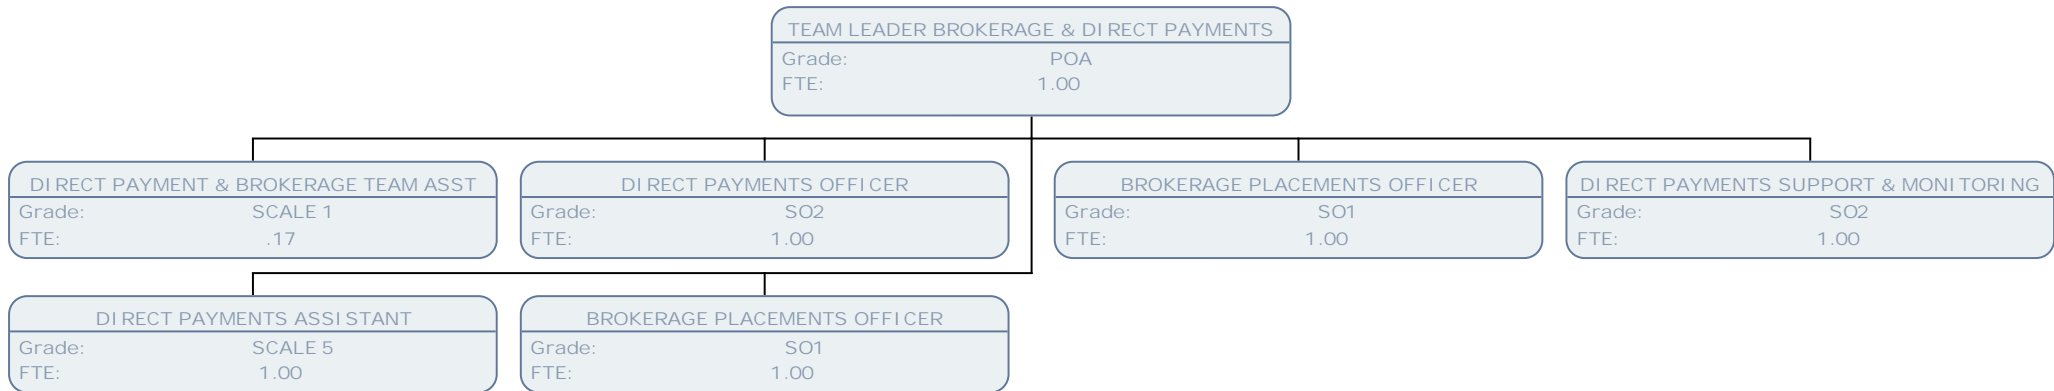 TEAM LEADER BROKERAGE & DIRECT PAYMENTS
Grade: POA
FTE: 1.00
DIRECT PAYMENT & BROKERAGE TEAM ASST
Grade: SCALE 1
FTE: .17
DIRECT PAYMENTS OFFICER
Grade: SO2
FTE: 1.00
BROKERAGE PLACEMENTS OFFICER
Grade: SO1
FTE: 1.00
DIRECT PAYMENTS SUPPORT & MONITORING
Grade: SO2
FTE: 1.00
DIRECT PAYMENTS ASSISTANT
Grade: SCALE 5
FTE: 1.00
BROKERAGE PLACEMENTS OFFICER
Grade: SO1
FTE: 1.00